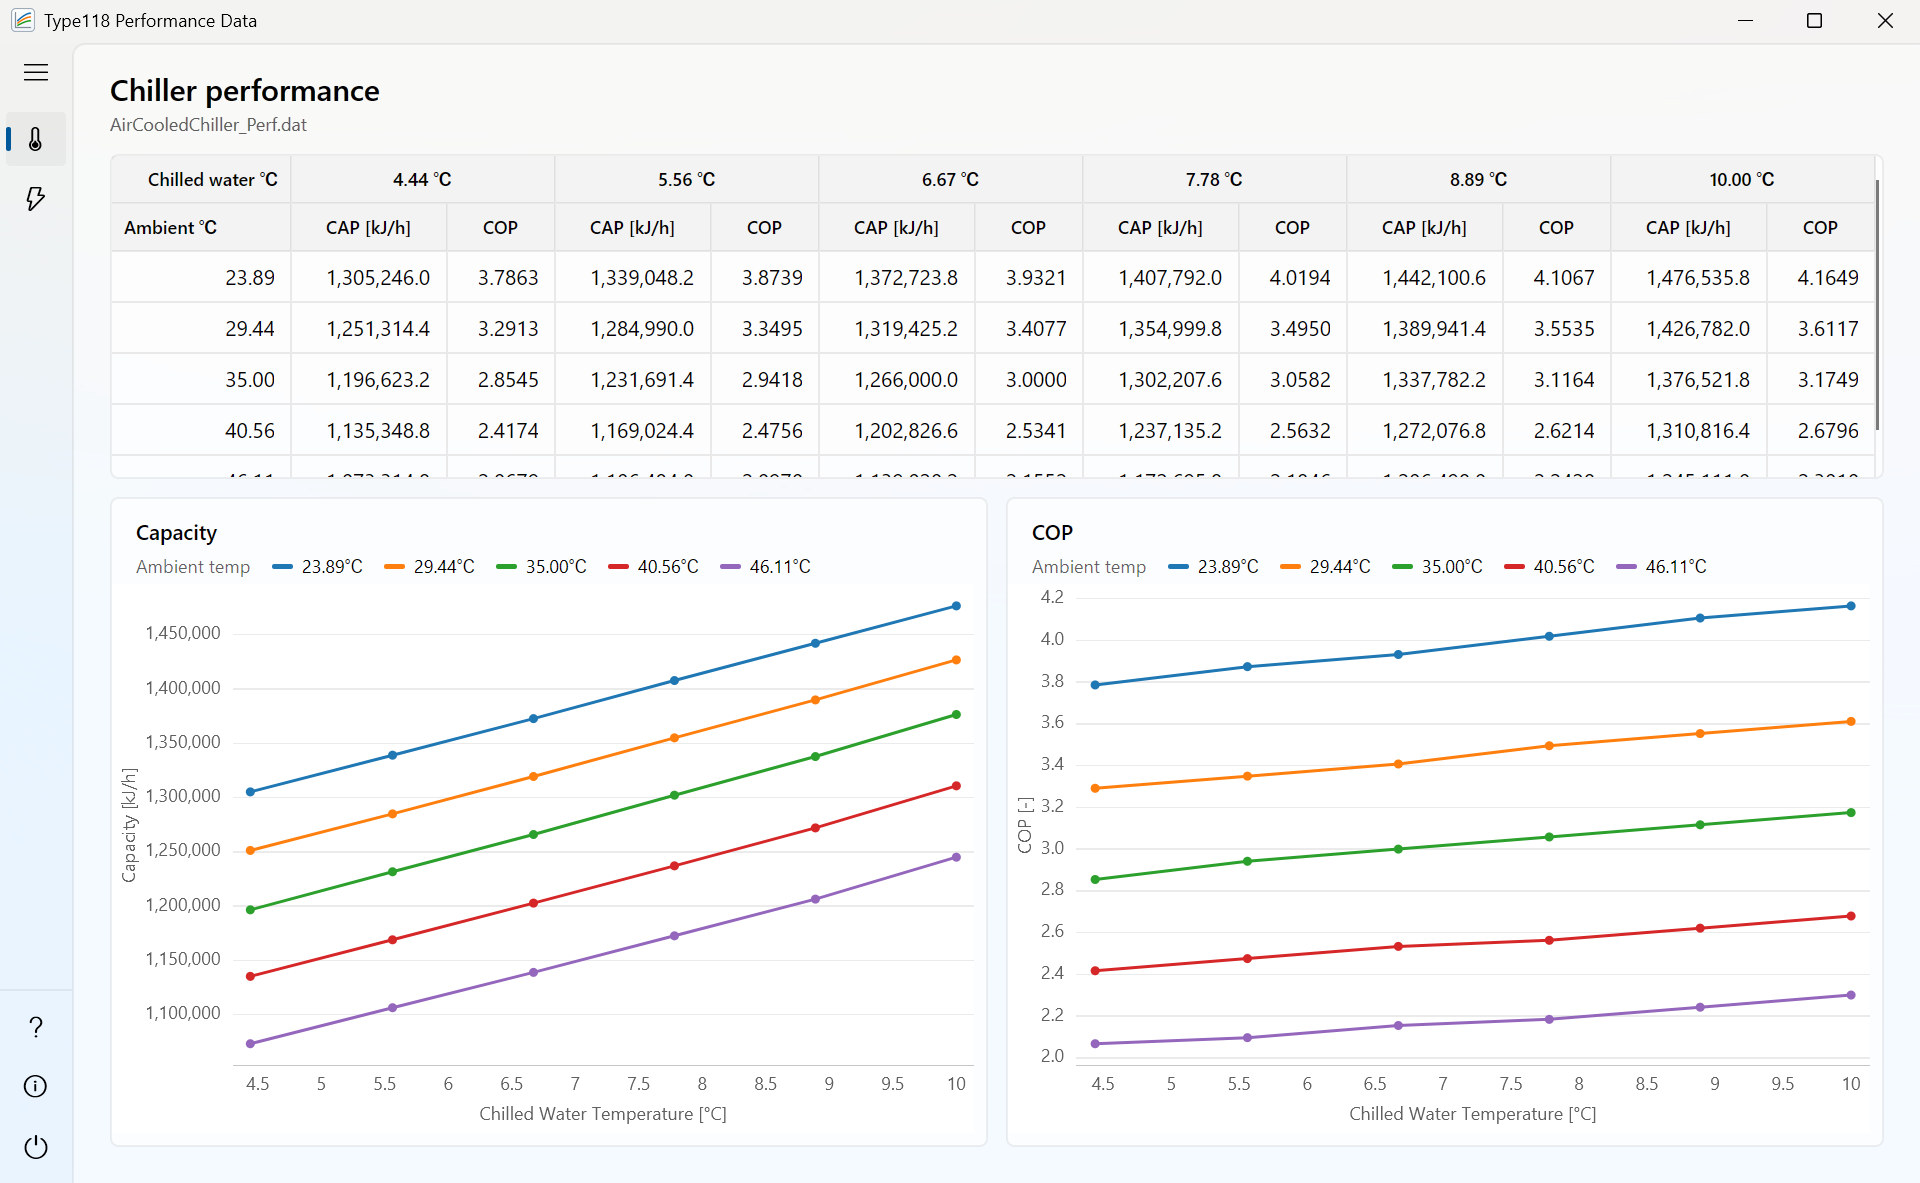 Type118 Performance Data
Chiller performance
AirCooledChiller_Perf.dat
Chilled water °C 4.44 °C 5.56 °C 6.67 °C 7.78 °C 8.89 °C 10.00 °C
Ambient °C CAP [kJ/h] COP CAP [kJ/h] COP CAP [kJ/h] COP CAP [kJ/h] COP CAP [kJ/h] COP CAP [kJ/h] COP
23.89 1,305,246.0 3.7863 1,339,048.2 3.8739 1,372,723.8 3.9321 1,407,792.0 4.0194 1,442,100.6 4.1067 1,476,535.8 4.1649
29.44 1,251,314.4 3.2913 1,284,990.0 3.3495 1,319,425.2 3.4077 1,354,999.8 3.4950 1,389,941.4 3.5535 1,426,782.0 3.6117
35.00 1,196,623.2 2.8545 1,231,691.4 2.9418 1,266,000.0 3.0000 1,302,207.6 3.0582 1,337,782.2 3.1164 1,376,521.8 3.1749
40.56 1,135,348.8 2.4174 1,169,024.4 2.4756 1,202,826.6 2.5341 1,237,135.2 2.5632 1,272,076.8 2.6214 1,310,816.4 2.6796
Capacity
Ambient temp 23.89°C 29.44°C 35.00°C 40.56°C 46.11°C
1,450,000
1,400,000
1,350,000
1,300,000
1,250,000
1,200,000
1,150,000
1,100,000
Capacity [kJ/h]
4.5 5 5.5 6 6.5 7 7.5 8 8.5 9 9.5 10
Chilled Water Temperature [°C]
COP
Ambient temp 23.89°C 29.44°C 35.00°C 40.56°C 46.11°C
4.2
4.0
3.8
3.6
3.4
3.2
3.0
2.8
2.6
2.4
2.2
2.0
COP [-]
4.5 5 5.5 6 6.5 7 7.5 8 8.5 9 9.5 10
Chilled Water Temperature [°C]